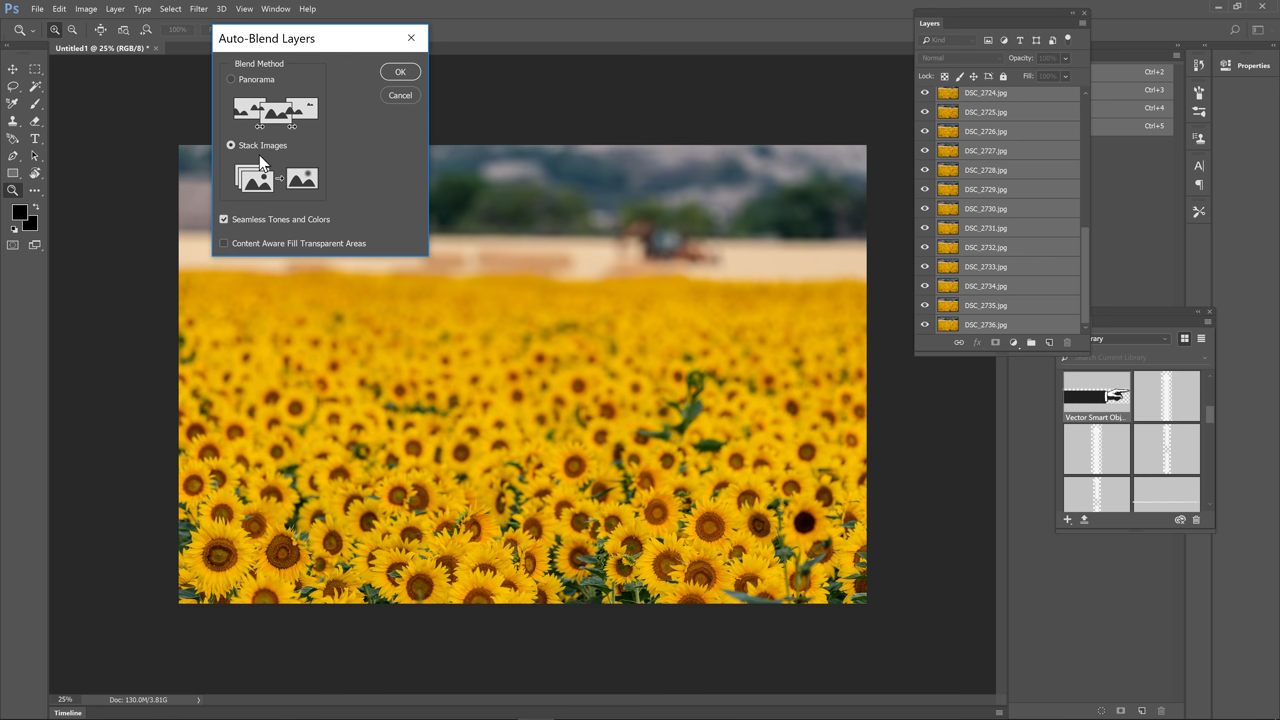 Ps File Edit Image Layer Type Select Filter 3D View Window Help
100%
Untitled1 @ 25% (RGB/8) * ×
Auto-Blend Layers
Blend Method
Panorama
Stack Images
Seamless Tones and Colors
Content Aware Fill Transparent Areas
OK
Cancel
Layers
Kind
Normal
Opacity: 100%
Lock:
Fill: 100%
DSC_2724.jpg
DSC_2725.jpg
DSC_2726.jpg
DSC_2727.jpg
DSC_2728.jpg
DSC_2729.jpg
DSC_2730.jpg
DSC_2731.jpg
DSC_2732.jpg
DSC_2733.jpg
DSC_2734.jpg
DSC_2735.jpg
DSC_2736.jpg
fx
Ctrl+2
Ctrl+3
Ctrl+4
Ctrl+5
Properties
rary
Search Current Library
Vector Smart Obj...
25%
Doc: 130.0M/3.81G
Timeline